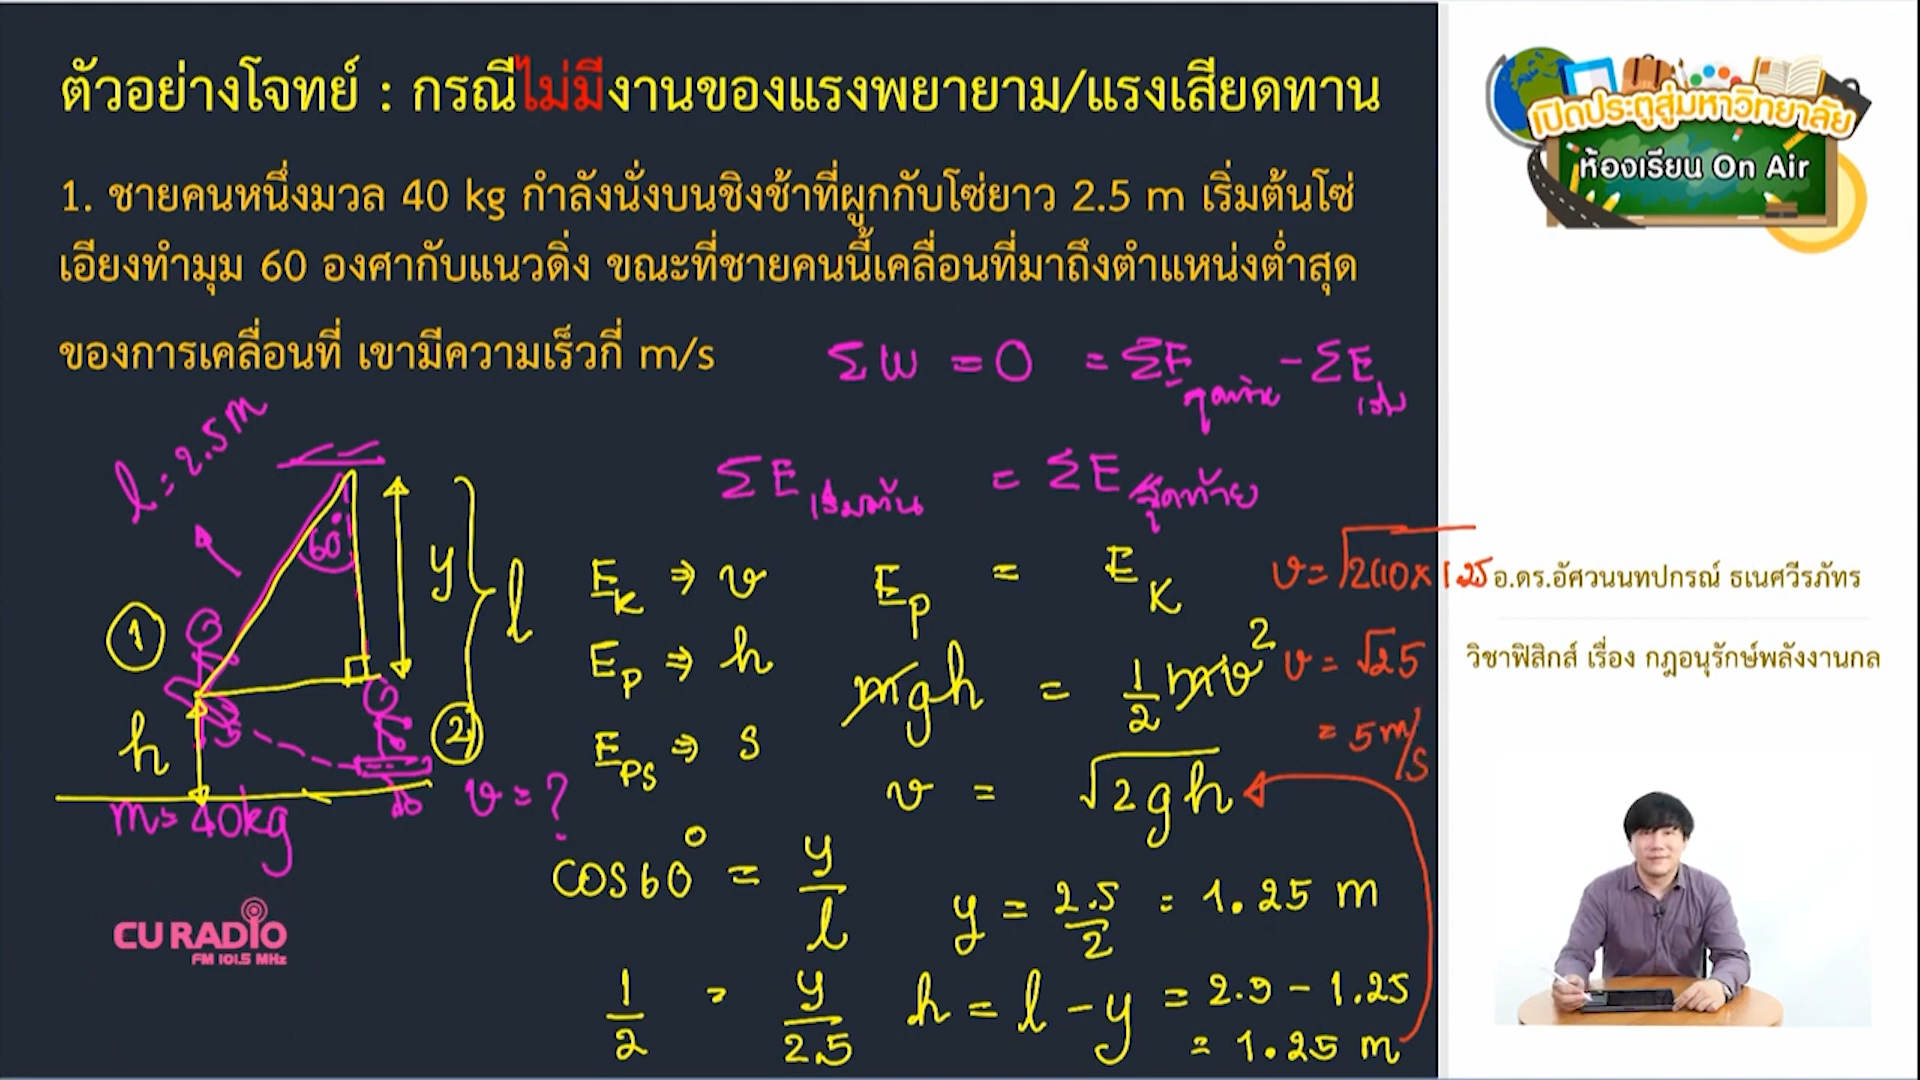 ตัวอย่างโจทย์ : กรณีไม่มีงานของแรงพยายาม/แรงเสียดทาน
1. ชายคนหนึ่งมวล 40 kg กำลังนั่งบนชิงช้าที่ผูกกับโซ่ยาว 2.5 m เริ่มต้นโซ่
เอียงทำมุม 60 องศากับแนวดิ่ง ขณะที่ชายคนนี้เคลื่อนที่มาถึงตำแหน่งต่ำสุด
ของการเคลื่อนที่ เขามีความเร็วกี่ m/s
ΣW = 0 = ΣE สุดท้าย - ΣE เริ่ม
ΣE เริ่มต้น = ΣE สุดท้าย
l = 2.5 m
60°
y
l
1
h
2
m = 40 kg
v = ?
E_K ⇒ v
E_P ⇒ h
E_PS ⇒ s
E_P = E_K
mgh = 1/2 mv²
v = √2gh
v = √2(10 × 1.25
v = √25
= 5 m/s
cos 60° = y/l
1/2 = y/2.5
y = 2.5/2 = 1.25 m
h = l - y = 2.5 - 1.25
= 1.25 m
CU RADIO
FM 101.5 MHz
เปิดประตูสู่มหาวิทยาลัย
ห้องเรียน On Air
อ.ดร.อัศวนนทปกรณ์ ธเนศวีรภัทร
วิชาฟิสิกส์ เรื่อง กฎอนุรักษ์พลังงานกล